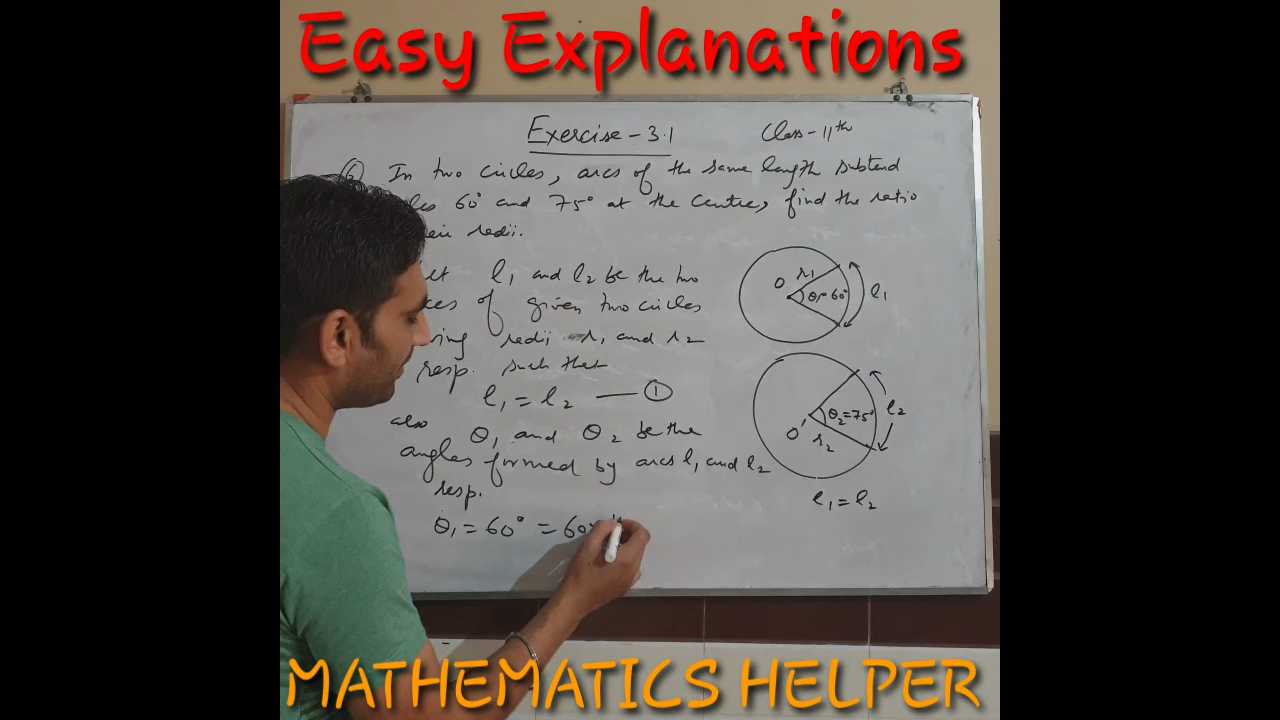 Easy Explanations
Exercise - 3.1
Class - 11th
In two circles, arcs of the same length subtend
60° and 75° at the centre, find the ratio
redii.
l1 and l2 be the two
of given two circles
redii r1 and r2
resp. such that
l1 = l2 — ①
also
θ1 and θ2 be the
angles formed by arcs l1 and l2
resp.
θ1 = 60° = 60×
O r1 θ1 = 60° l1
O' r2 θ2 = 75° l2
l1 = l2
MATHEMATICS HELPER